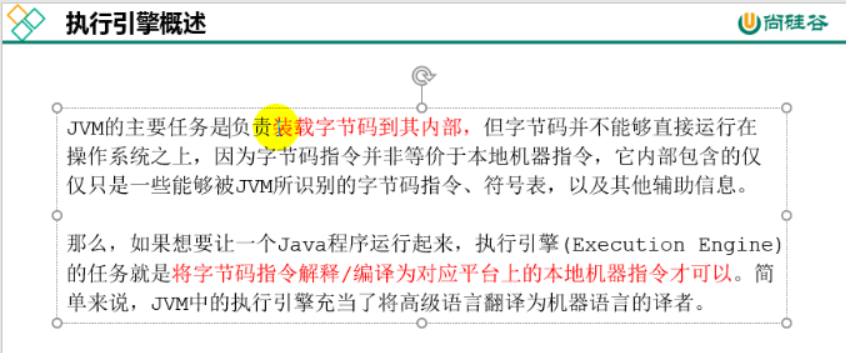 执行引擎概述
尚硅谷
JVM的主要任务是负责装载字节码到其内部，但字节码并不能够直接运行在
操作系统之上，因为字节码指令并非等价于本地机器指令，它内部包含的仅
仅只是一些能够被JVM所识别的字节码指令、符号表，以及其他辅助信息。
那么，如果想要让一个Java程序运行起来，执行引擎(Execution Engine)
的任务就是将字节码指令解释/编译为对应平台上的本地机器指令才可以。简
单来说，JVM中的执行引擎充当了将高级语言翻译为机器语言的译者。